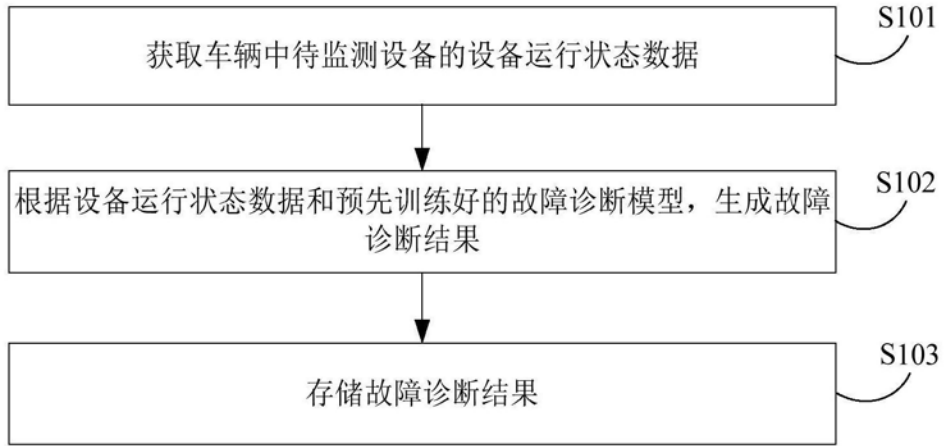 S101
获取车辆中待监测设备的设备运行状态数据
S102
根据设备运行状态数据和预先训练好的故障诊断模型，生成故障
诊断结果
S103
存储故障诊断结果